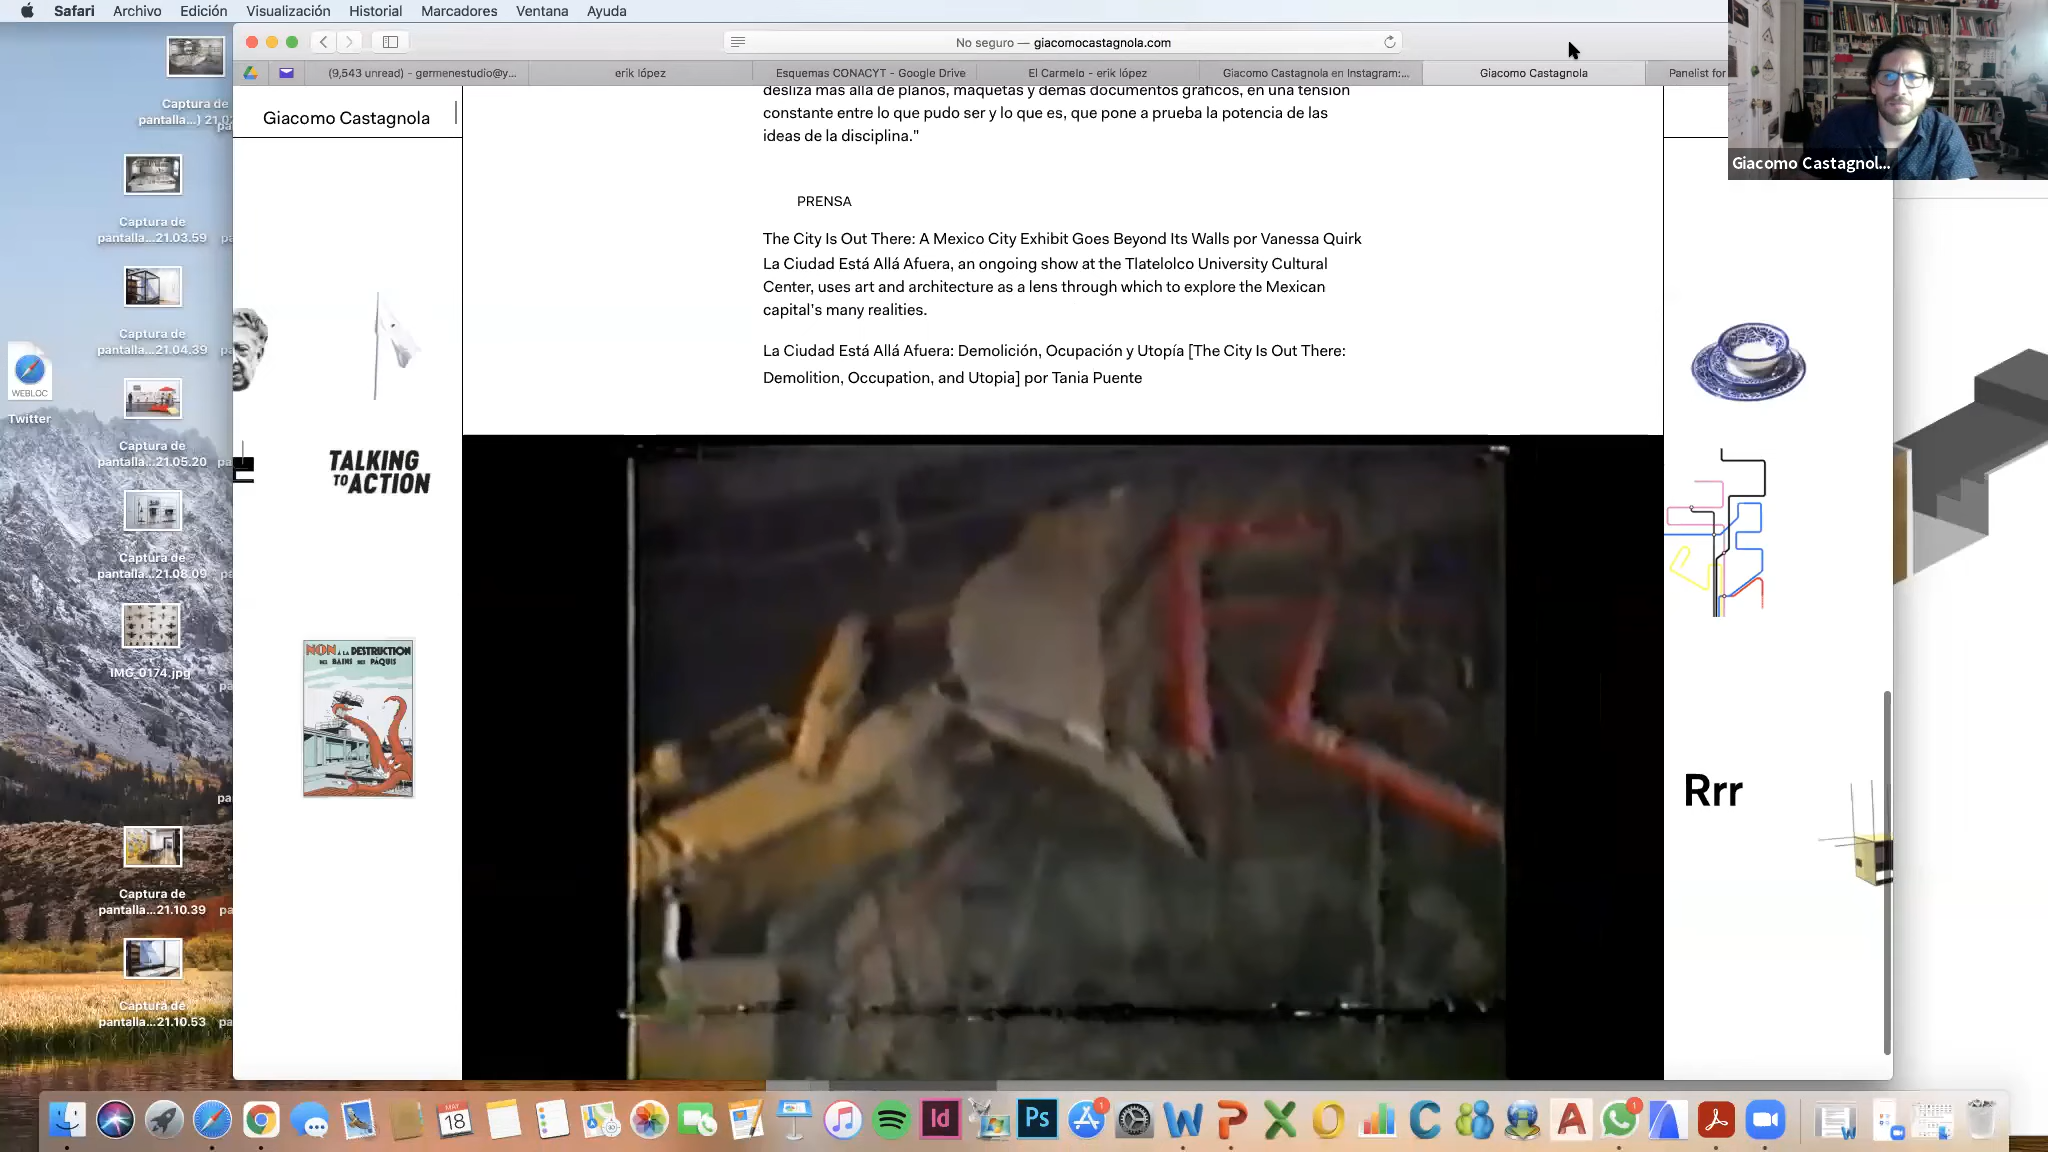 Safari Archivo Edición Visualización Historial Marcadores Ventana Ayuda
No seguro — giacomocastagnola.com
(9,543 unread) - germenestudio@y...
erik lópez
Esquemas CONACYT - Google Drive
El Carmelo - erik lópez
Giacomo Castagnola en Instagram:...
Giacomo Castagnola
Panelist for
Giacomo Castagnol...
Giacomo Castagnola
desliza más allá de planos, maquetas y demás documentos gráficos, en una tensión
constante entre lo que pudo ser y lo que es, que pone a prueba la potencia de las
ideas de la disciplina."
PRENSA
The City Is Out There: A Mexico City Exhibit Goes Beyond Its Walls por Vanessa Quirk
La Ciudad Está Allá Afuera, an ongoing show at the Tlatelolco University Cultural
Center, uses art and architecture as a lens through which to explore the Mexican
capital's many realities.
La Ciudad Está Allá Afuera: Demolición, Ocupación y Utopía [The City Is Out There:
Demolition, Occupation, and Utopia] por Tania Puente
TALKING
TO ACTION
NON A LA DESTRUCTION
DES BAINS DES PÂQUIS
Rrr
Captura de
Captura de
pantalla...21.03.59
Captura de
pantalla...21.04.39
WEBLOC
Twitter
Captura de
pantalla...21.05.20
Captura de
pantalla...21.08.09
IMG_0174.jpg
Captura de
pantalla...21.10.39
Captura de
pantalla...21.10.53
MAY
18
Id
Ps
1
1